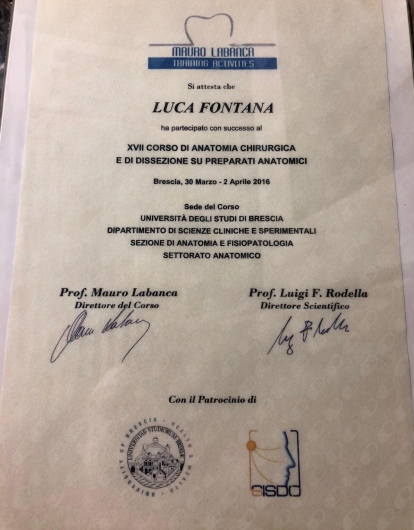 MAURO LABANCA
TRAINING ACTIVITIES
Si attesta che
LUCA FONTANA
ha partecipato con successo al
XVII CORSO DI ANATOMIA CHIRURGICA
E DI DISSEZIONE SU PREPARATI ANATOMICI
Brescia, 30 Marzo - 2 Aprile 2016
Sede del Corso
UNIVERSITÀ DEGLI STUDI DI BRESCIA
DIPARTIMENTO DI SCIENZE CLINICHE E SPERIMENTALI
SEZIONE DI ANATOMIA E FISIOPATOLOGIA
SETTORATO ANATOMICO
Prof. Mauro Labanca
Direttore del Corso
Prof. Luigi F. Rodella
Direttore Scientifico
Con il Patrocinio di
UNIVERSITY OF BRESCIA
SISDO